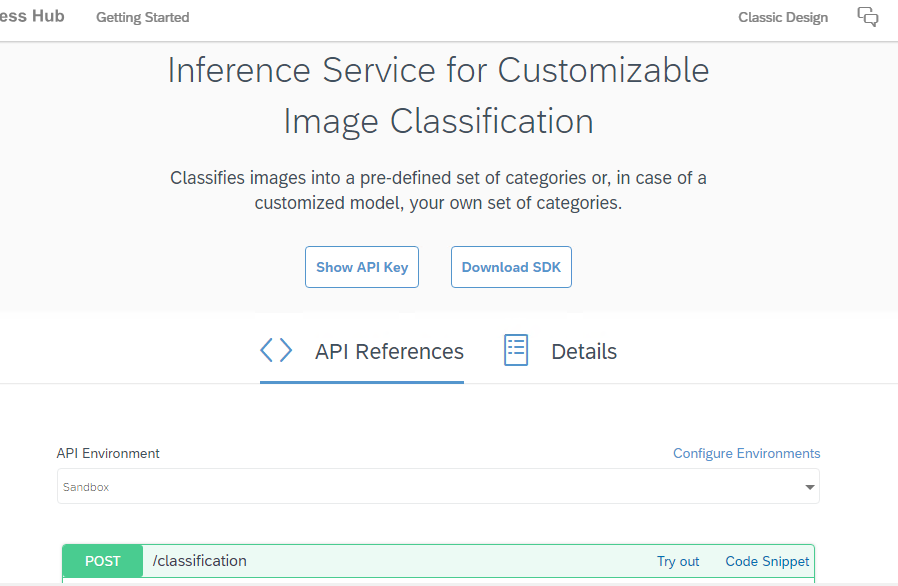 ess Hub Getting Started Classic Design
Inference Service for Customizable
Image Classification
Classifies images into a pre-defined set of categories or, in case of a
customized model, your own set of categories.
Show API Key Download SDK
API References Details
API Environment Configure Environments
Sandbox
POST /classification Try out Code Snippet